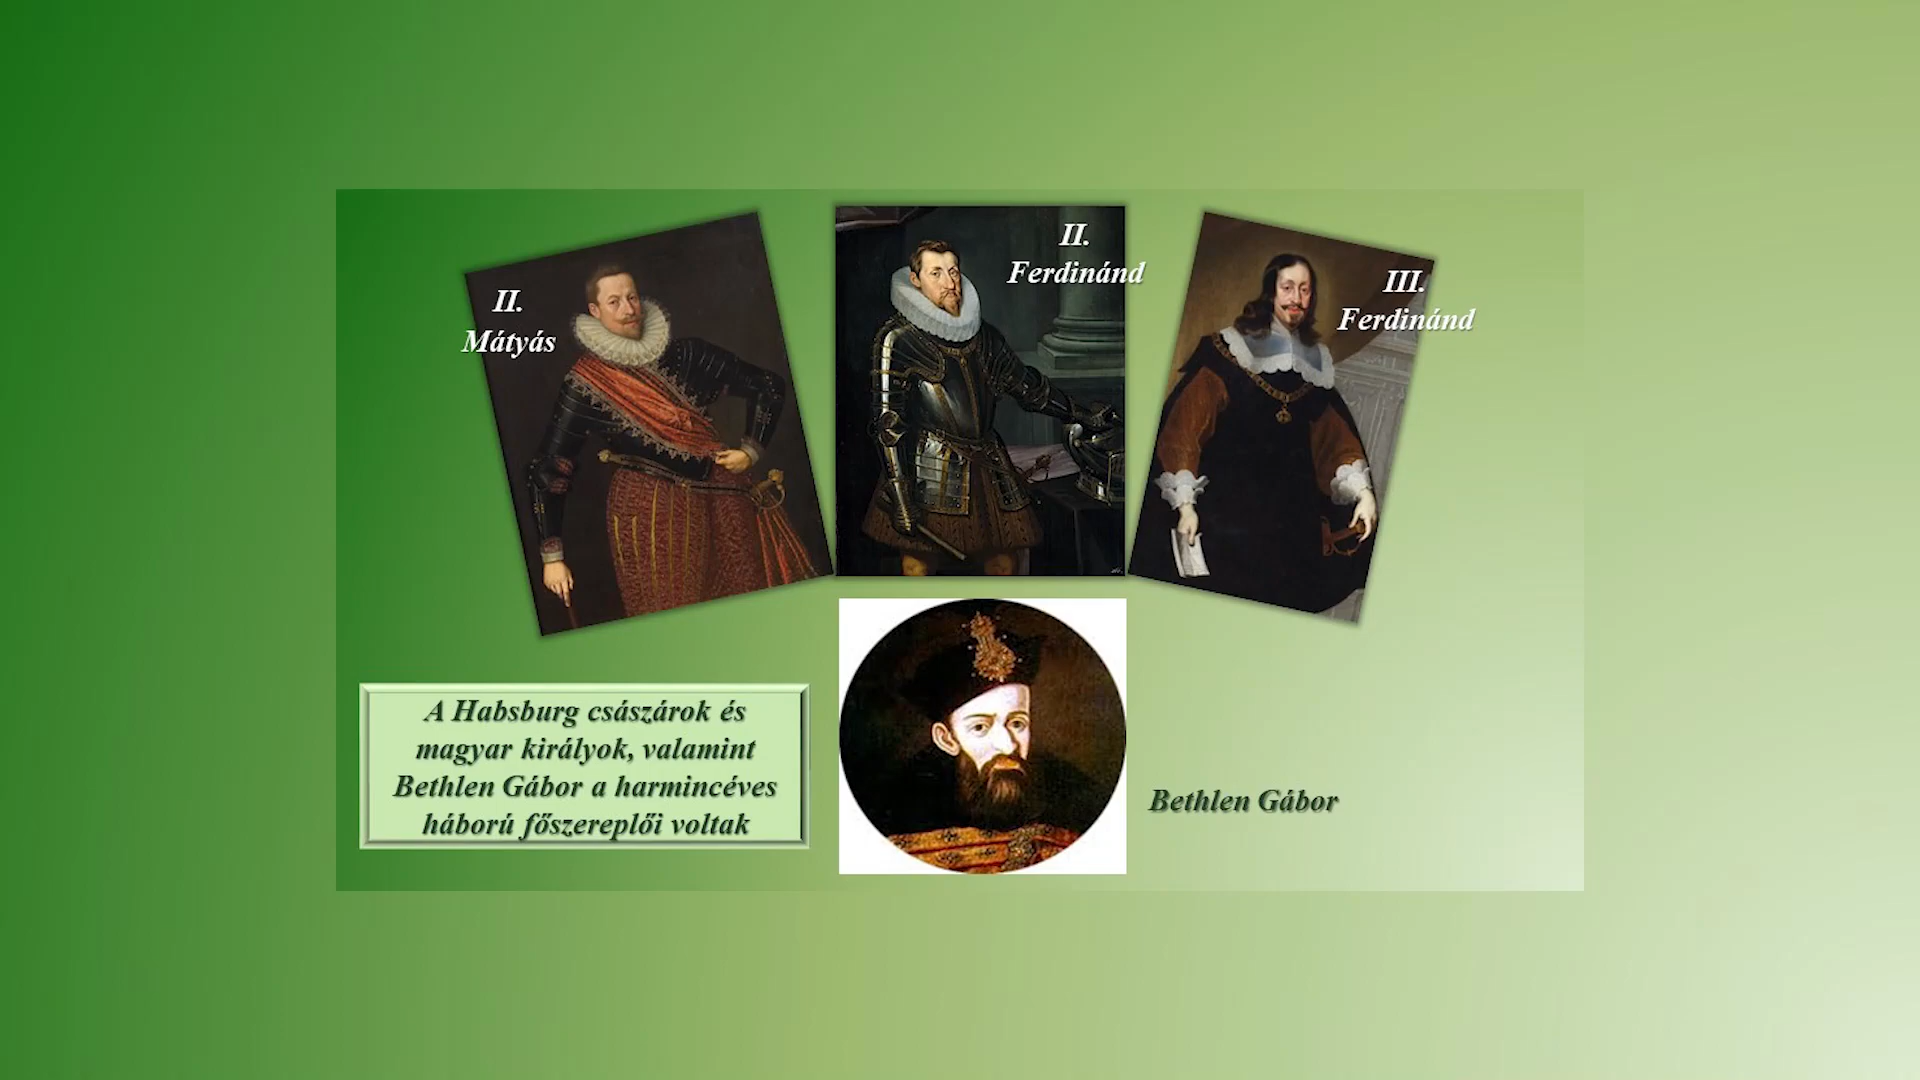 II.
Mátyás
II.
Ferdinánd
III.
Ferdinánd
A Habsburg császárok és
magyar királyok, valamint
Bethlen Gábor a harmincéves
háború főszereplői voltak
Bethlen Gábor